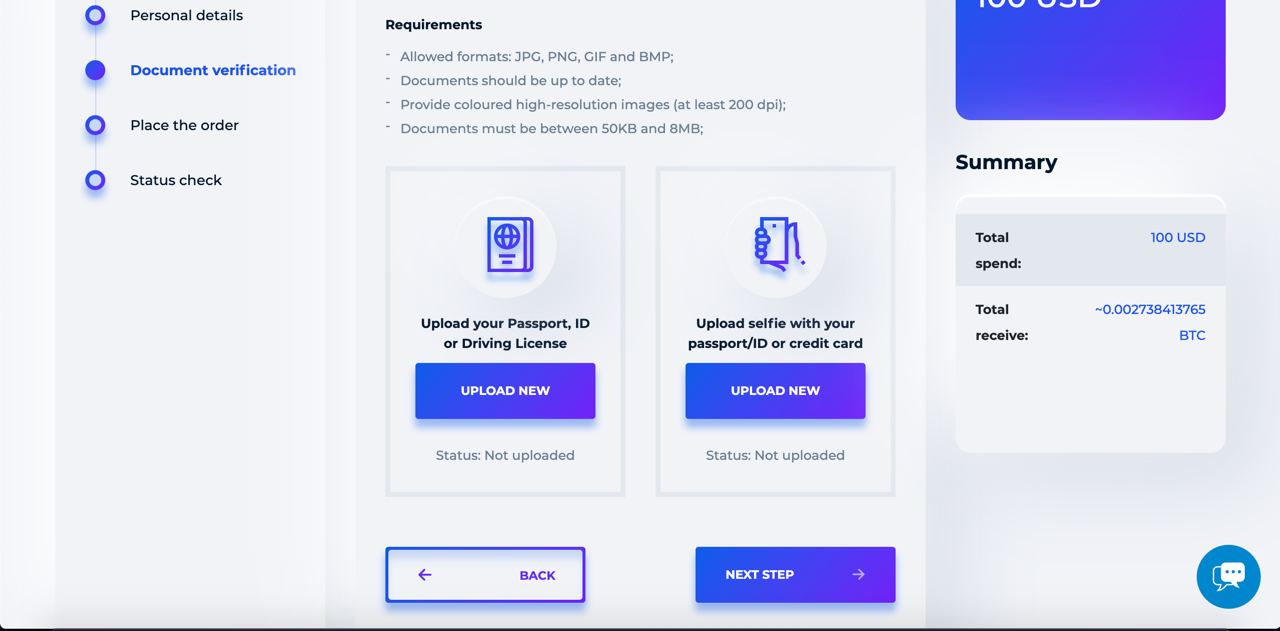 Personal details
Document verification
Place the order
Status check
Requirements
- Allowed formats: JPG, PNG, GIF and BMP;
- Documents should be up to date;
- Provide coloured high-resolution images (at least 200 dpi);
- Documents must be between 50KB and 8MB;
Upload your Passport, ID
or Driving License
UPLOAD NEW
Status: Not uploaded
Upload selfie with your
passport/ID or credit card
UPLOAD NEW
Status: Not uploaded
BACK
NEXT STEP
100 USD
Summary
Total 100 USD
spend:
Total ~0.002738413765
receive: BTC